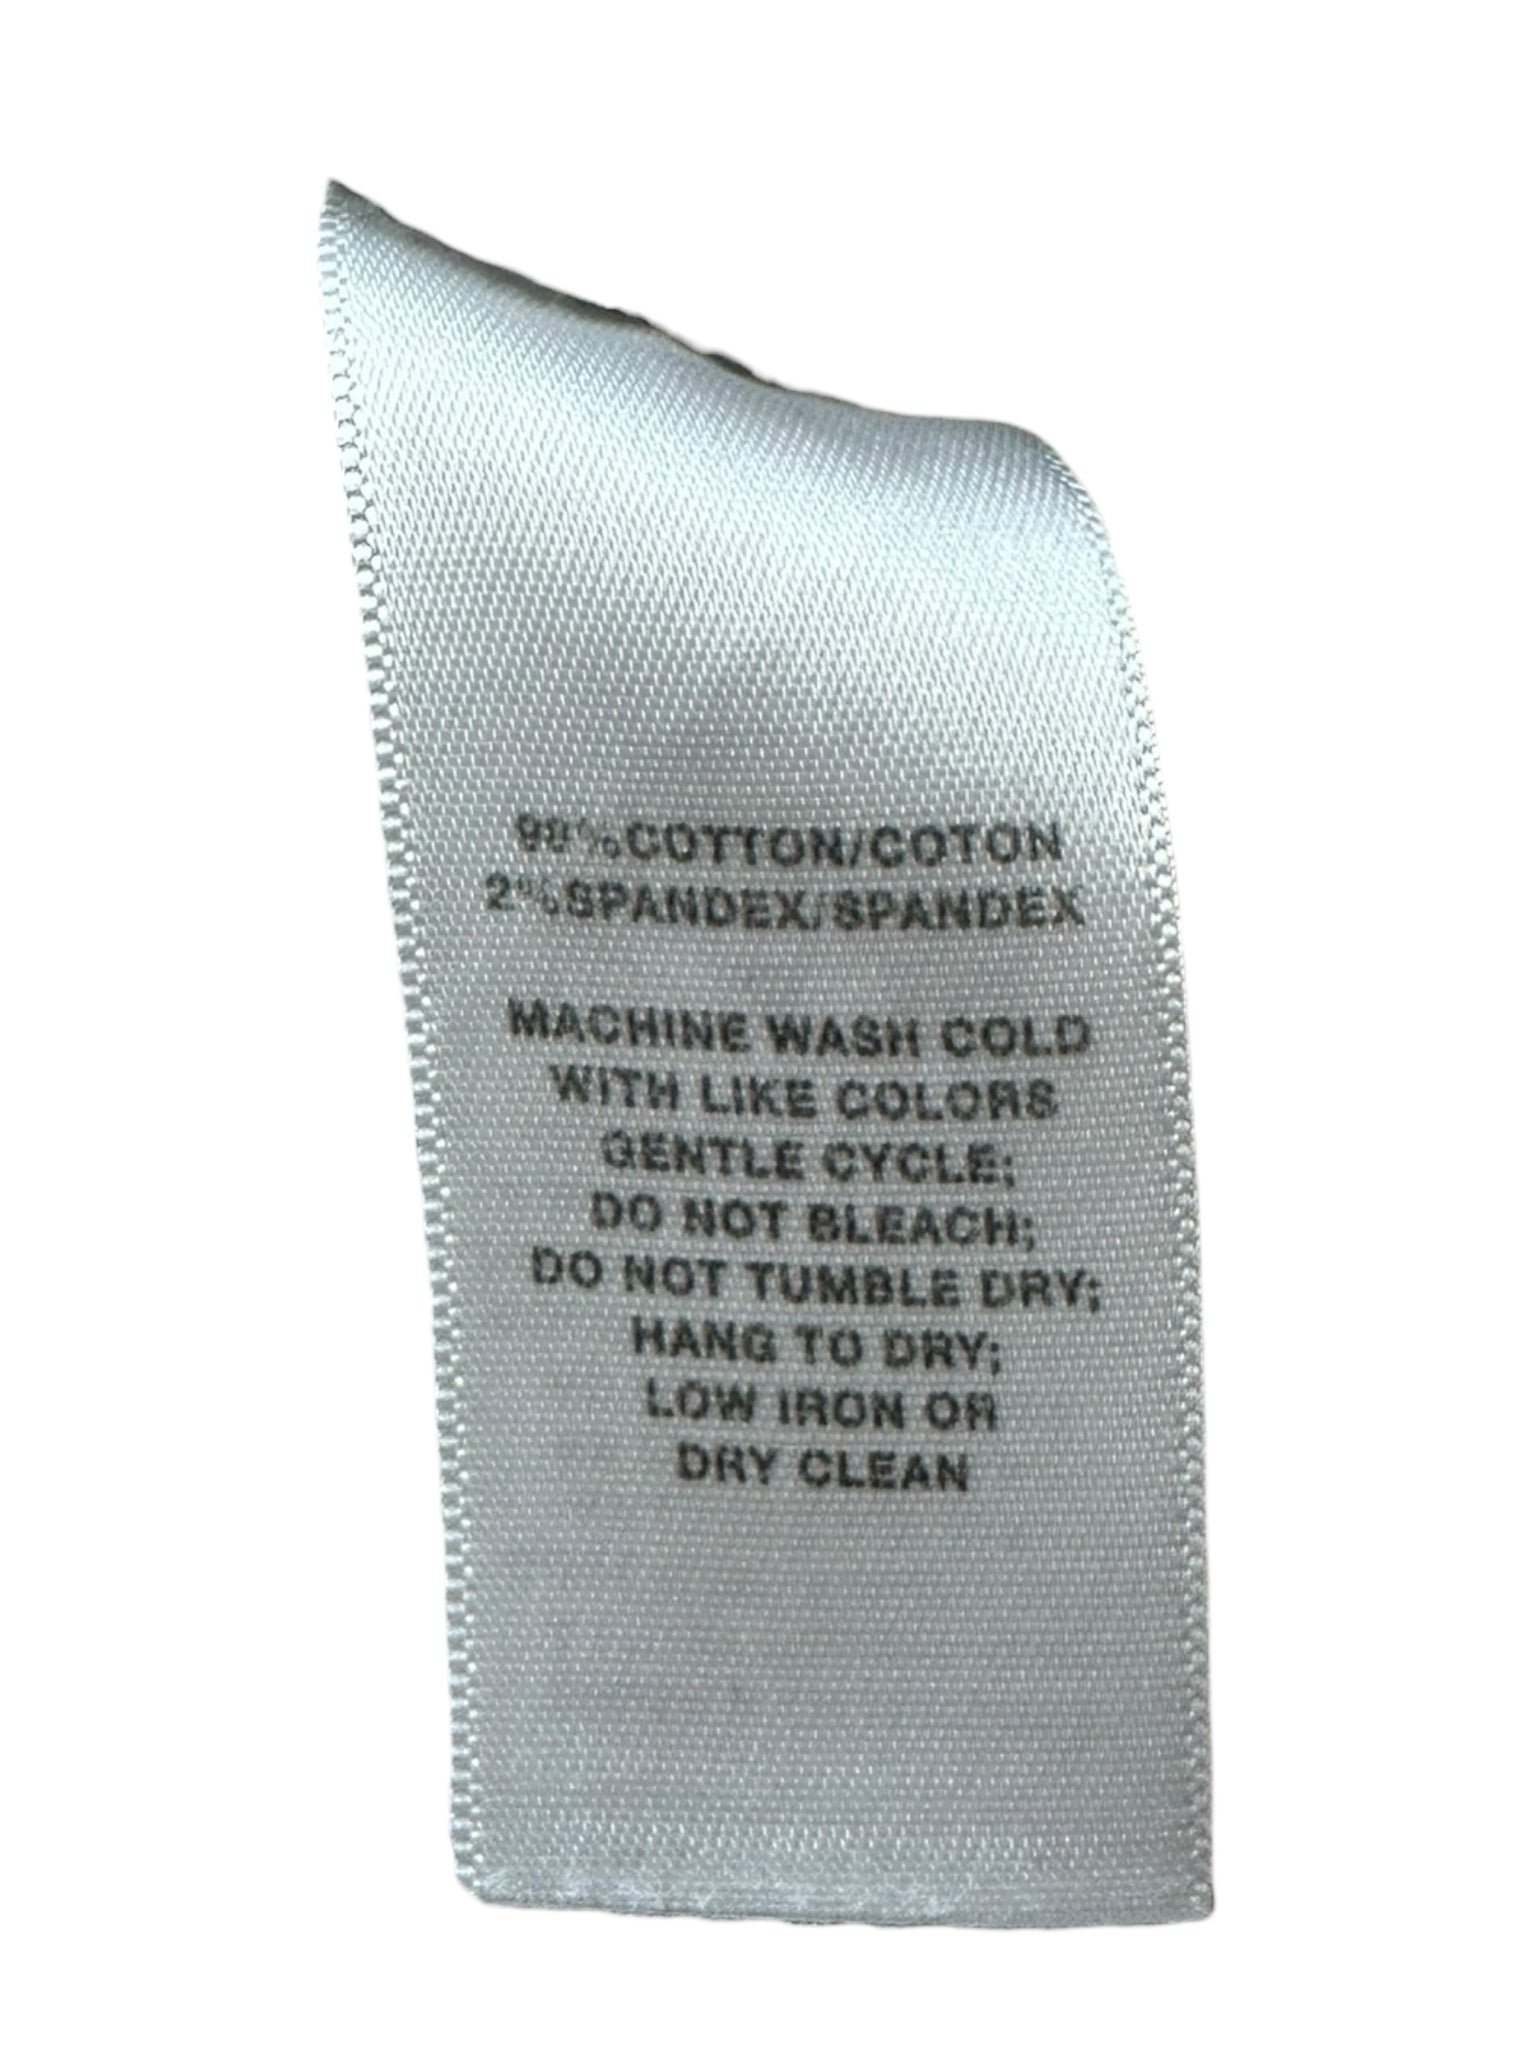 98%COTTON/COTON
2%SPANDEX/SPANDEX
MACHINE WASH COLD
WITH LIKE COLORS
GENTLE CYCLE;
DO NOT BLEACH;
DO NOT TUMBLE DRY;
HANG TO DRY;
LOW IRON OR
DRY CLEAN